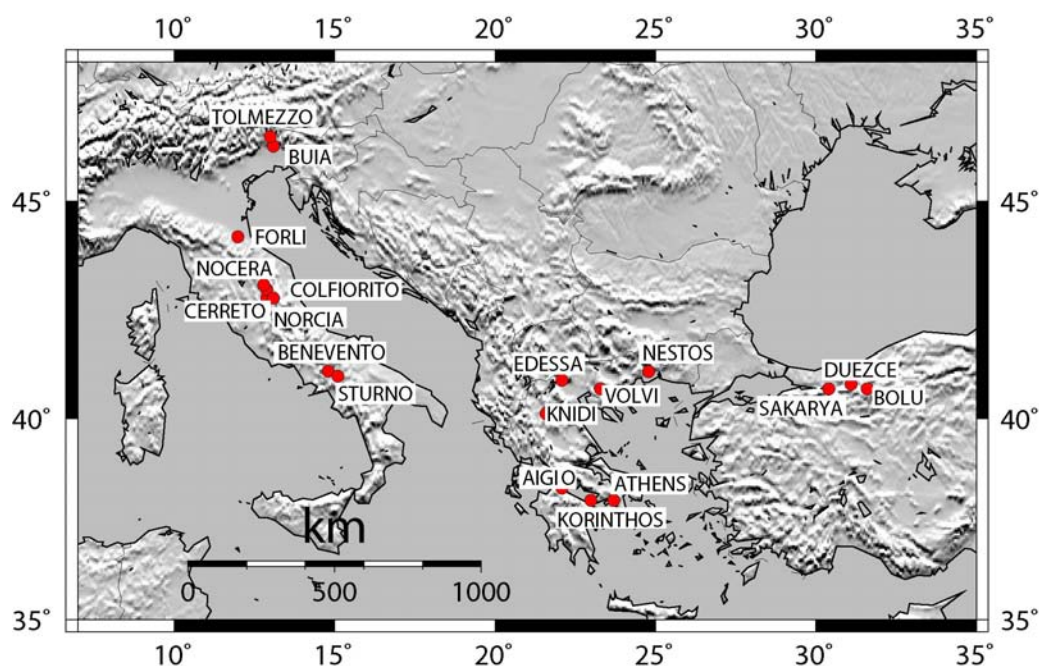 10° 15° 20° 25° 30° 35°
TOLMEZZO
BUIA
45° 45°
FORLI
NOCERA
COLFIORITO
CERRETO
NORCIA
BENEVENTO
STURNO
EDESSA
NESTOS
VOLVI
KNIDI
DUEZCE
SAKARYA
BOLU
40° 40°
AIGIO
ATHENS
KORINTHOS
km
0 500 1000
35° 35°
10° 15° 20° 25° 30° 35°